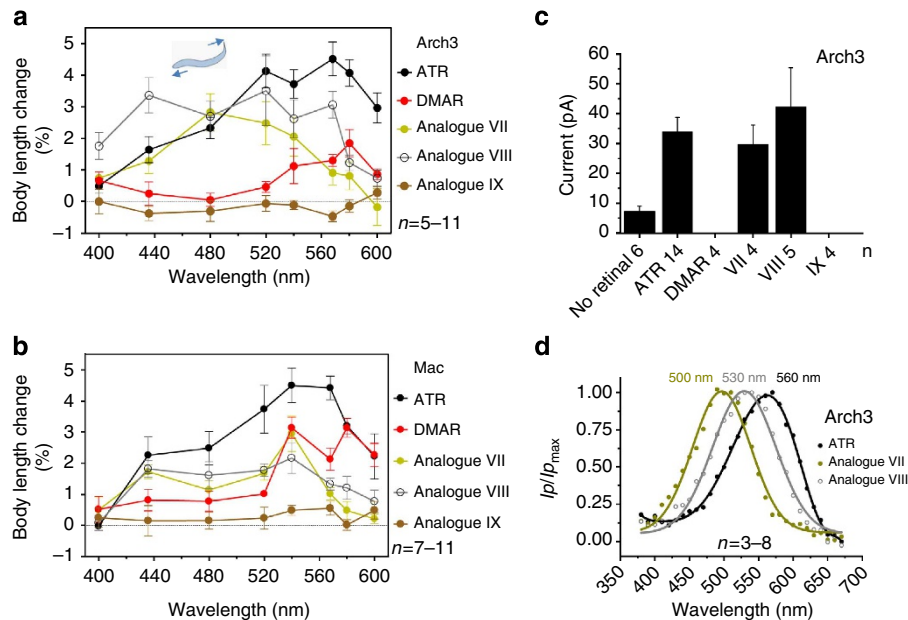 a
Body length change
(%)
5
4
3
2
1
0
−1
400 440 480 520 560 600
Wavelength (nm)
Arch3
ATR
DMAR
Analogue VII
Analogue VIII
Analogue IX
n=5–11
b
Body length change
(%)
5
4
3
2
1
0
−1
400 440 480 520 560 600
Wavelength (nm)
Mac
ATR
DMAR
Analogue VII
Analogue VIII
Analogue IX
n=7–11
c
Current (pA)
60
50
40
30
20
10
0
Arch3
No retinal 6
ATR 14
DMAR 4
VII 4
VIII 5
IX 4
n
d
Ip/Ipmax
1.00
0.75
0.50
0.25
0.00
500 nm 530 nm 560 nm
Arch3
ATR
Analogue VII
Analogue VIII
n=3–8
350 400 450 500 550 600 650 700
Wavelength (nm)